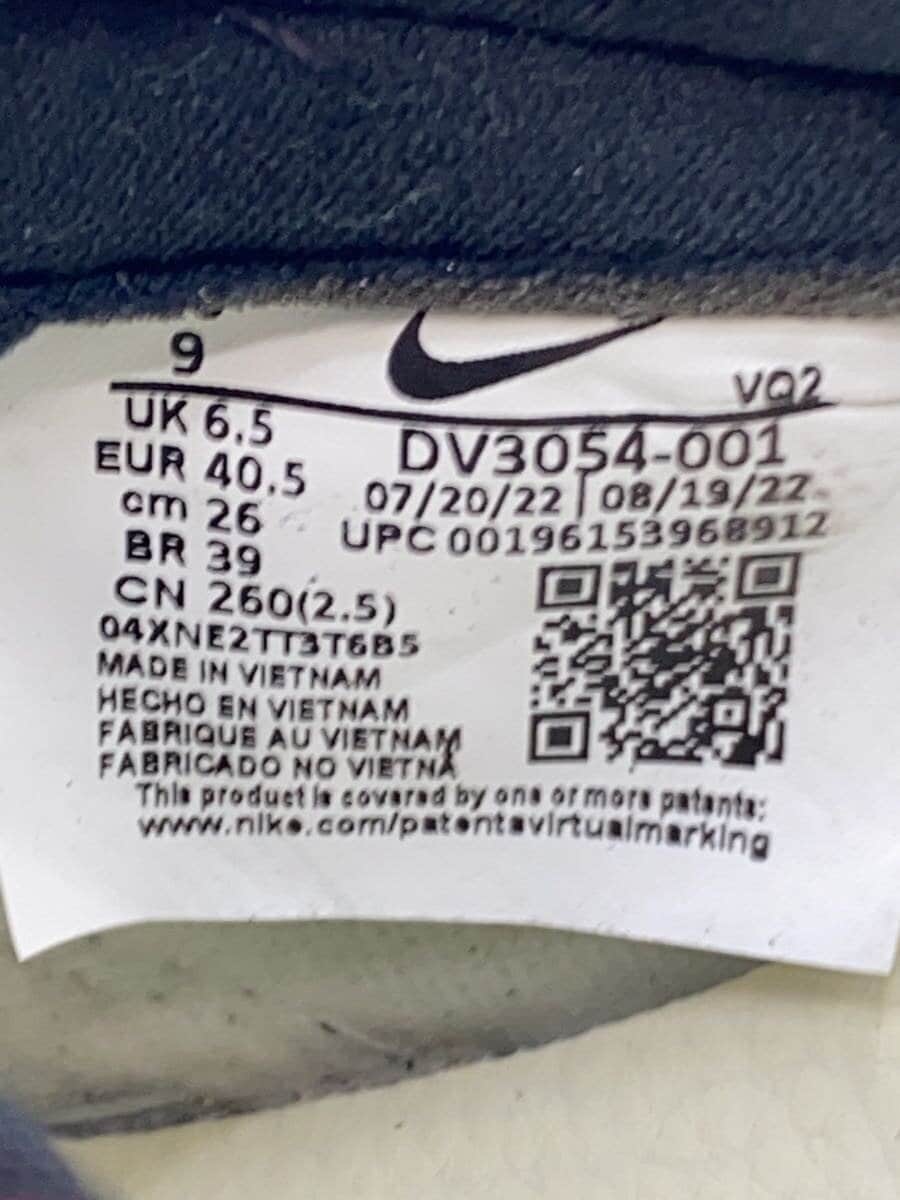 9
VQ2
UK 6.5
EUR 40.5
cm 26
BR 39
CN 260(2.5)
DV3054-001
07/20/22 08/19/22
UPC 00196153968912
04XNE2TT3T6B5
MADE IN VIETNAM
HECHO EN VIETNAM
FABRIQUE AU VIETNAM
FABRICADO NO VIETNÃ
This product is covered by one or more patents:
www.nike.com/patentsvirtualmarking